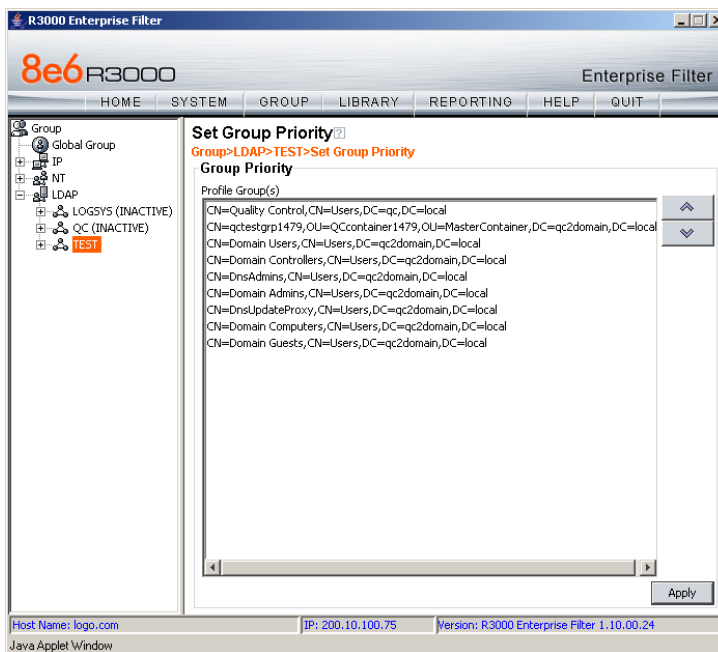 R3000 Enterprise Filter
8e6 R3000
Enterprise Filter
HOME SYSTEM GROUP LIBRARY REPORTING HELP QUIT
Group
Global Group
IP
NT
LDAP
LOGSYS (INACTIVE)
QC (INACTIVE)
TEST
Set Group Priority?
Group>LDAP>TEST>Set Group Priority
Group Priority
Profile Group(s)
CN=Quality Control,CN=Users,DC=qc,DC=local
CN=qctestgrp1479,OU=QCcontainer1479,OU=MasterContainer,DC=qc2domain,DC=local
CN=Domain Users,CN=Users,DC=qc2domain,DC=local
CN=Domain Controllers,CN=Users,DC=qc2domain,DC=local
CN=DnsAdmins,CN=Users,DC=qc2domain,DC=local
CN=Domain Admins,CN=Users,DC=qc2domain,DC=local
CN=DnsUpdateProxy,CN=Users,DC=qc2domain,DC=local
CN=Domain Computers,CN=Users,DC=qc2domain,DC=local
CN=Domain Guests,CN=Users,DC=qc2domain,DC=local
Apply
Host Name: logo.com IP: 200.10.100.75 Version: R3000 Enterprise Filter 1.10.00.24
Java Applet Window